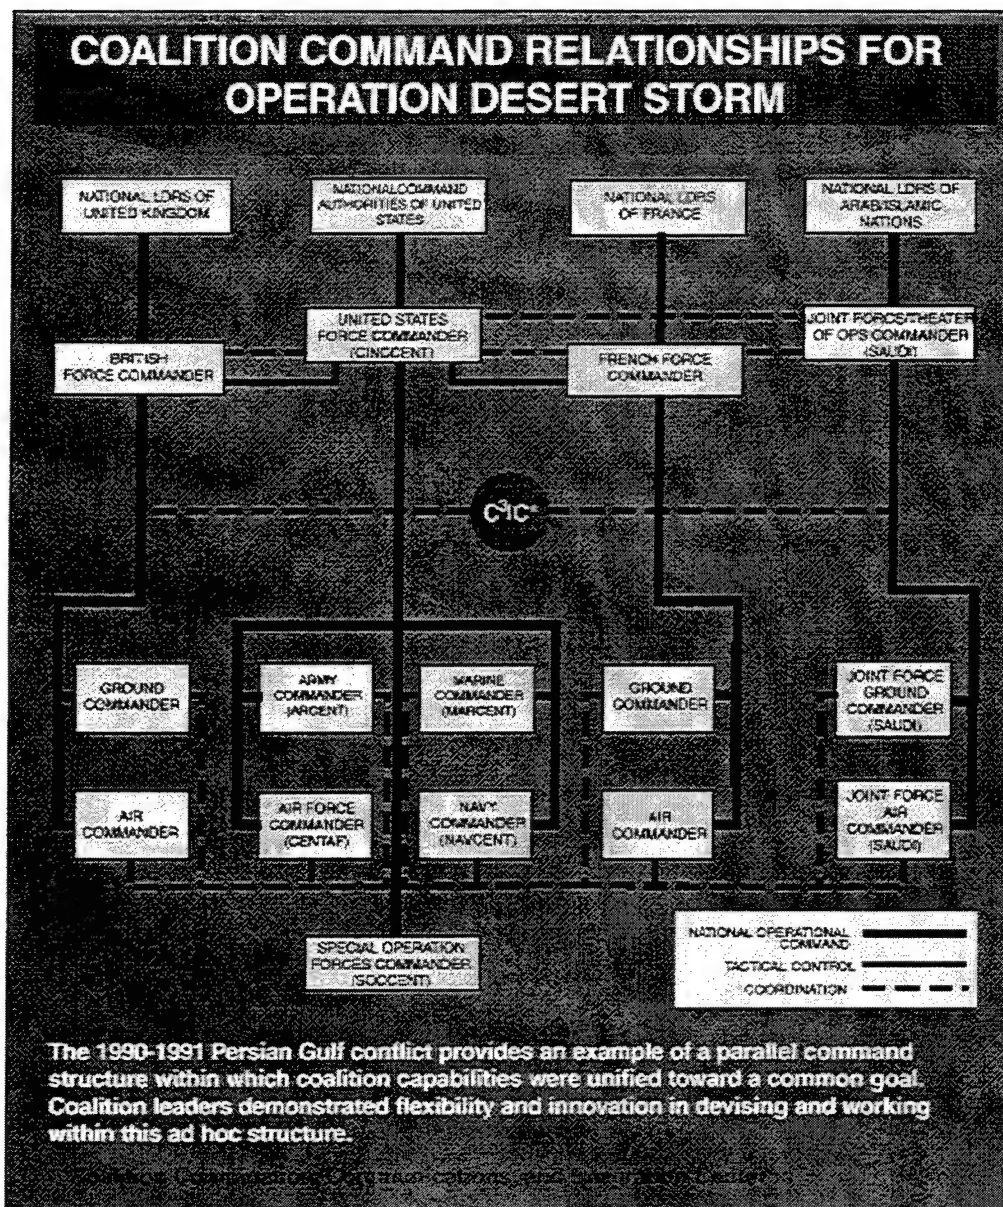 COALITION COMMAND RELATIONSHIPS FOR
OPERATION DESERT STORM
NATIONAL LDRS OF
UNITED KINGDOM
NATIONAL COMMAND
AUTHORITIES OF UNITED
STATES
NATIONAL LDRS
OF FRANCE
NATIONAL LDRS OF
ARAB/ISLAMIC
NATIONS
UNITED STATES
FORCE COMMANDER
(CINCCENT)
JOINT FORCE/THEATER
OF OPS COMMANDER
(SAUDI)
BRITISH
FORCE COMMANDER
FRENCH FORCE
COMMANDER
C³IC*
GROUND
COMMANDER
ARMY
COMMANDER
(ARCENT)
MARINE
COMMANDER
(MARCENT)
GROUND
COMMANDER
JOINT FORCE
GROUND
COMMANDER
(SAUDI)
AIR
COMMANDER
AIR FORCE
COMMANDER
(CENTAF)
NAVY
COMMANDER
(NAVCENT)
AIR
COMMANDER
JOINT FORCE
AIR
COMMANDER
(SAUDI)
SPECIAL OPERATION
FORCES COMMANDER
(SOCCENT)
NATIONAL OPERATIONAL
COMMAND
TACTICAL CONTROL
COORDINATION
The 1990-1991 Persian Gulf conflict provides an example of a parallel command
structure within which coalition capabilities were unified toward a common goal.
Coalition leaders demonstrated flexibility and innovation in devising and working
within this ad hoc structure.